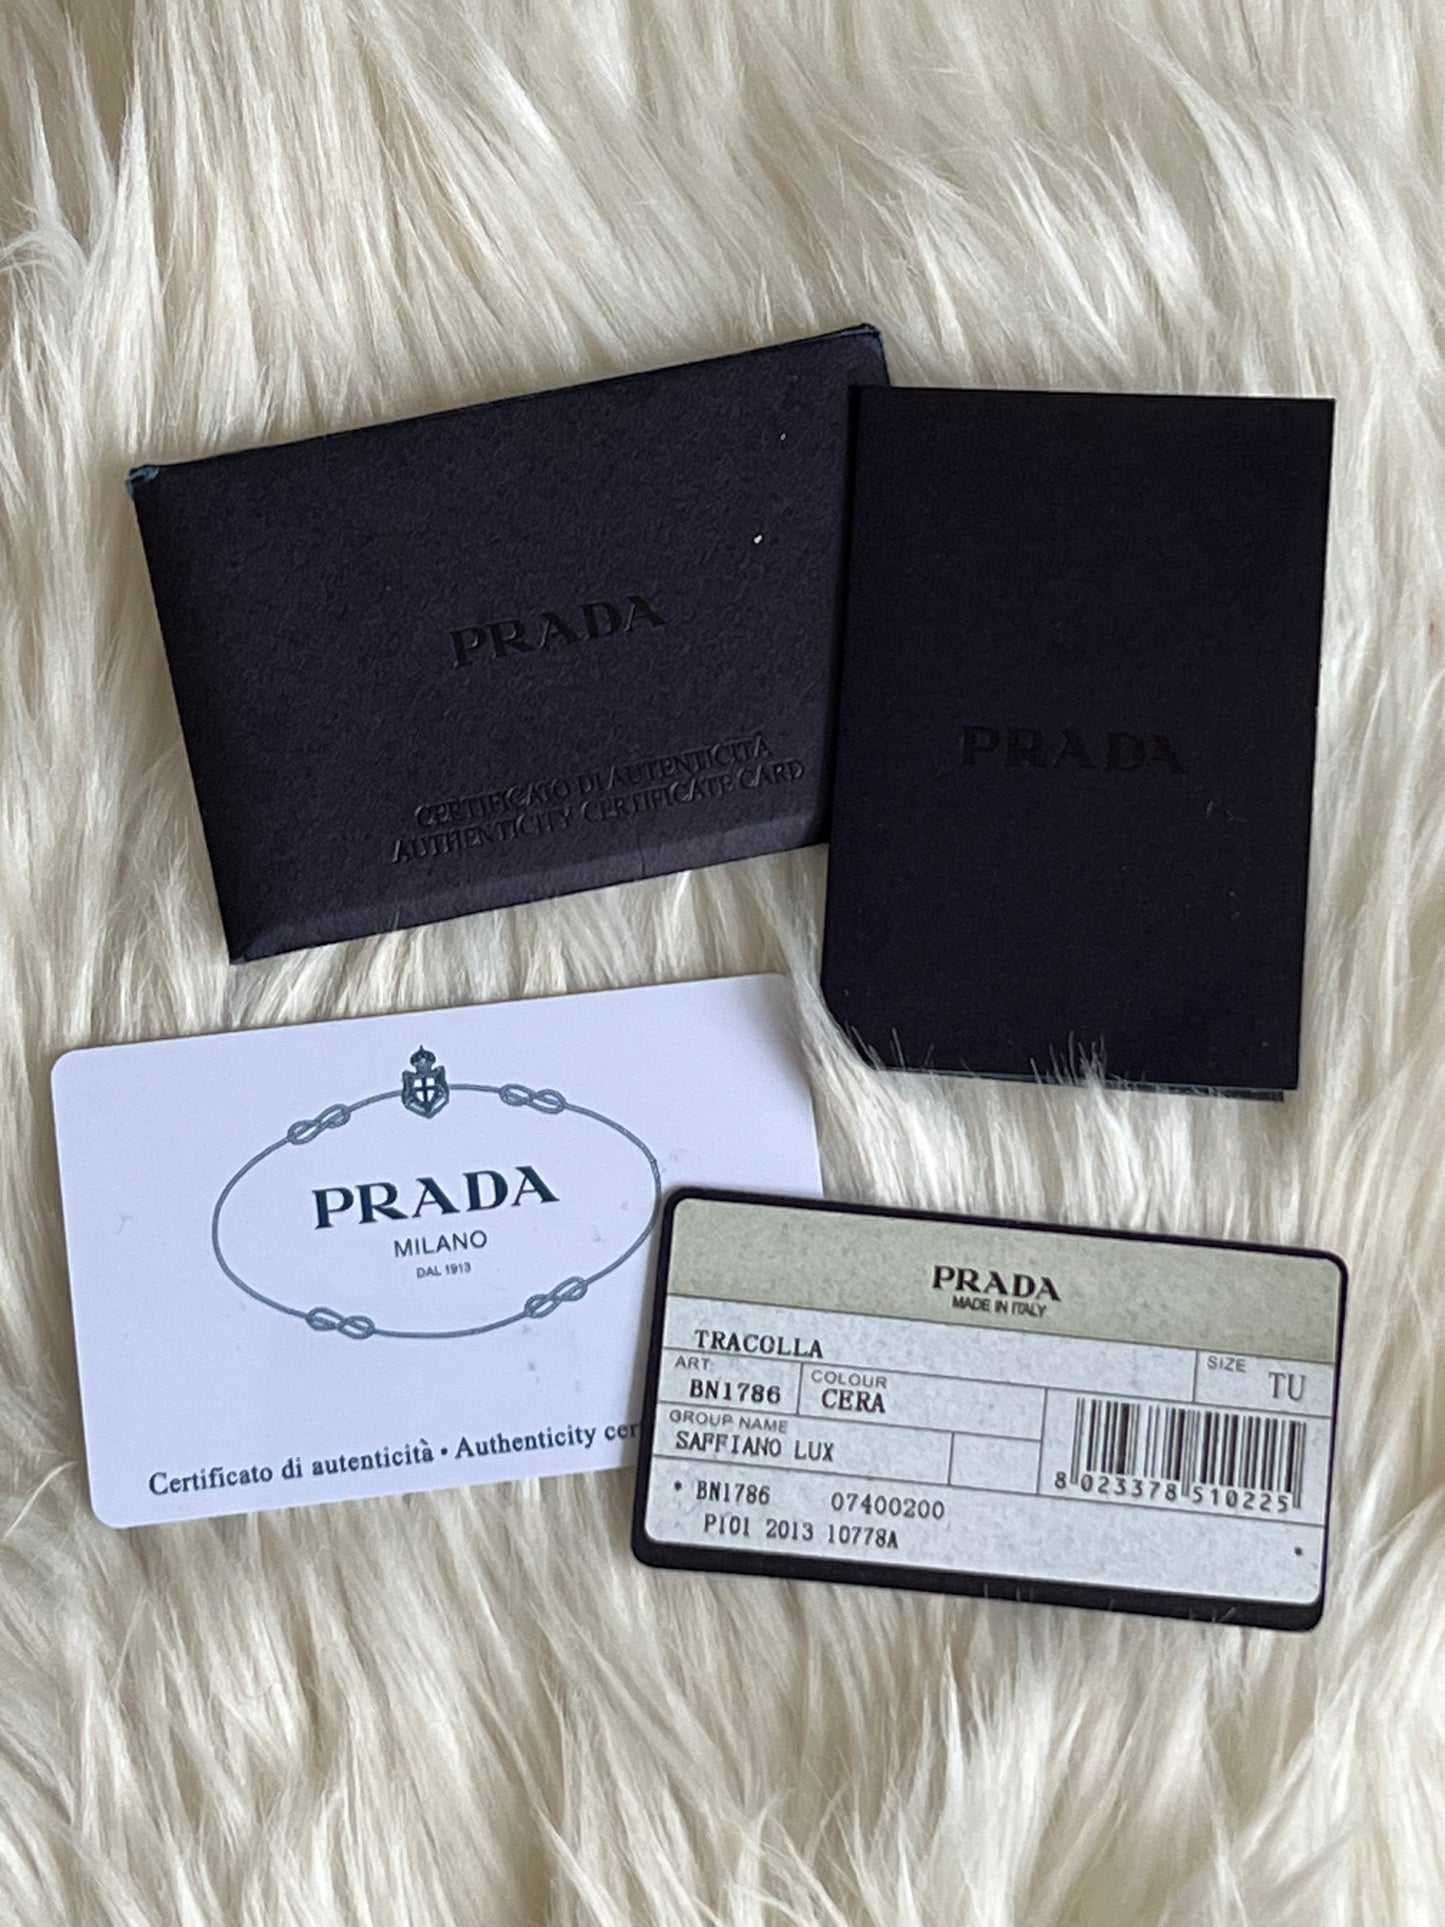 PRADA
CERTIFICATO DI AUTENTICITÀ
AUTHENTICITY CERTIFICATE CARD
PRADA
PRADA
MILANO
DAL 1913
Certificato di autenticità • Authenticity cer
PRADA
MADE IN ITALY
TRACOLLA
SIZE TU
ART. BN1786
COLOUR CERA
GROUP NAME
SAFFIANO LUX
8 023378 510225
* BN1786 07400200
P101 2013 10778A
*